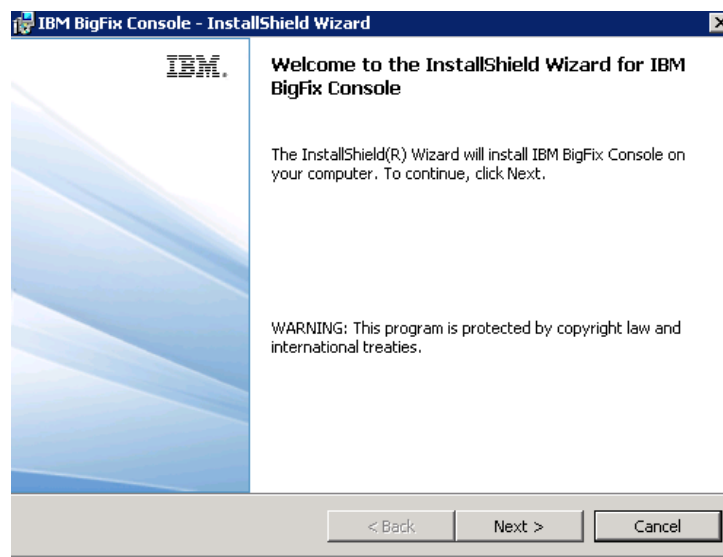 IBM BigFix Console - InstallShield Wizard
IBM.
Welcome to the InstallShield Wizard for IBM
BigFix Console
The InstallShield(R) Wizard will install IBM BigFix Console on
your computer. To continue, click Next.
WARNING: This program is protected by copyright law and
international treaties.
< Back
Next >
Cancel